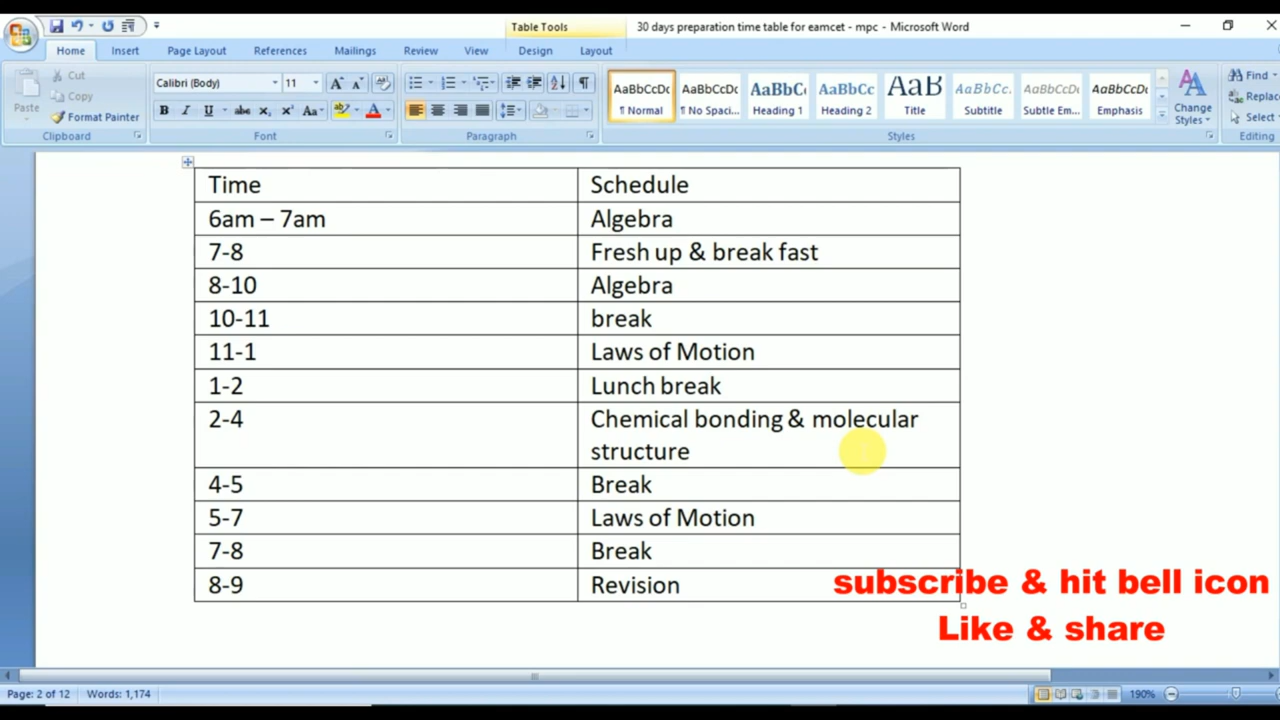 Table Tools
30 days preparation time table for eamcet - mpc - Microsoft Word
Home Insert Page Layout References Mailings Review View Design Layout
Paste
Cut
Copy
Format Painter
Clipboard
Calibri (Body) 11
Font
Paragraph
AaBbCcDc AaBbCcDc AaBbC AaBbCc AaB AaBbCc. AaBbCcDc AaBbCcDc
¶ Normal ¶ No Spaci... Heading 1 Heading 2 Title Subtitle Subtle Em... Emphasis
Styles
Change
Styles
Find
Replac
Select
Editing
Time Schedule
6am – 7am Algebra
7-8 Fresh up & break fast
8-10 Algebra
10-11 break
11-1 Laws of Motion
1-2 Lunch break
2-4 Chemical bonding & molecular
structure
4-5 Break
5-7 Laws of Motion
7-8 Break
8-9 Revision
subscribe & hit bell icon
Like & share
Page: 2 of 12 Words: 1,174 190%